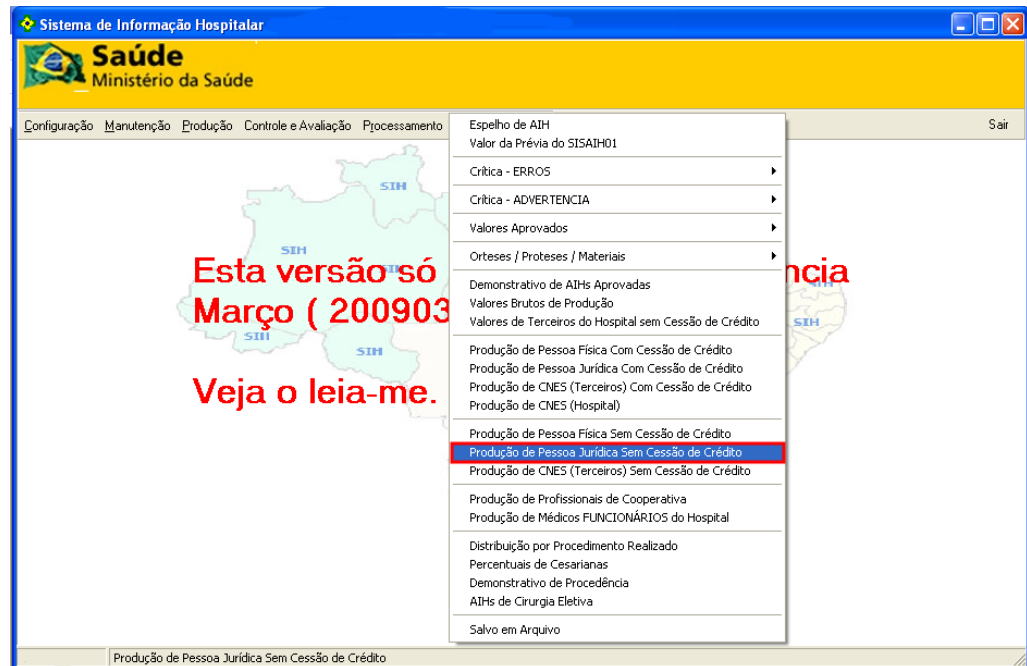 Sistema de Informação Hospitalar
Saúde
Ministério da Saúde
Configuração Manutenção Produção Controle e Avaliação Processamento Sair
Espelho de AIH
Valor da Prévia do SISAIH01
Crítica - ERROS
Crítica - ADVERTENCIA
Valores Aprovados
Orteses / Proteses / Materiais
Demonstrativo de AIHs Aprovadas
Valores Brutos de Produção
Valores de Terceiros do Hospital sem Cessão de Crédito
Produção de Pessoa Física Com Cessão de Crédito
Produção de Pessoa Jurídica Com Cessão de Crédito
Produção de CNES (Terceiros) Com Cessão de Crédito
Produção de CNES (Hospital)
Produção de Pessoa Física Sem Cessão de Crédito
Produção de Pessoa Jurídica Sem Cessão de Crédito
Produção de CNES (Terceiros) Sem Cessão de Crédito
Produção de Profissionais de Cooperativa
Produção de Médicos FUNCIONÁRIOS do Hospital
Distribuição por Procedimento Realizado
Percentuais de Cesarianas
Demonstrativo de Procedência
AIHs de Cirurgia Eletiva
Salvo em Arquivo
SIH
SIH
Esta versão só ncia
Março ( 200903
SIH
SIH
SIH
Veja o leia-me.
Produção de Pessoa Jurídica Sem Cessão de Crédito